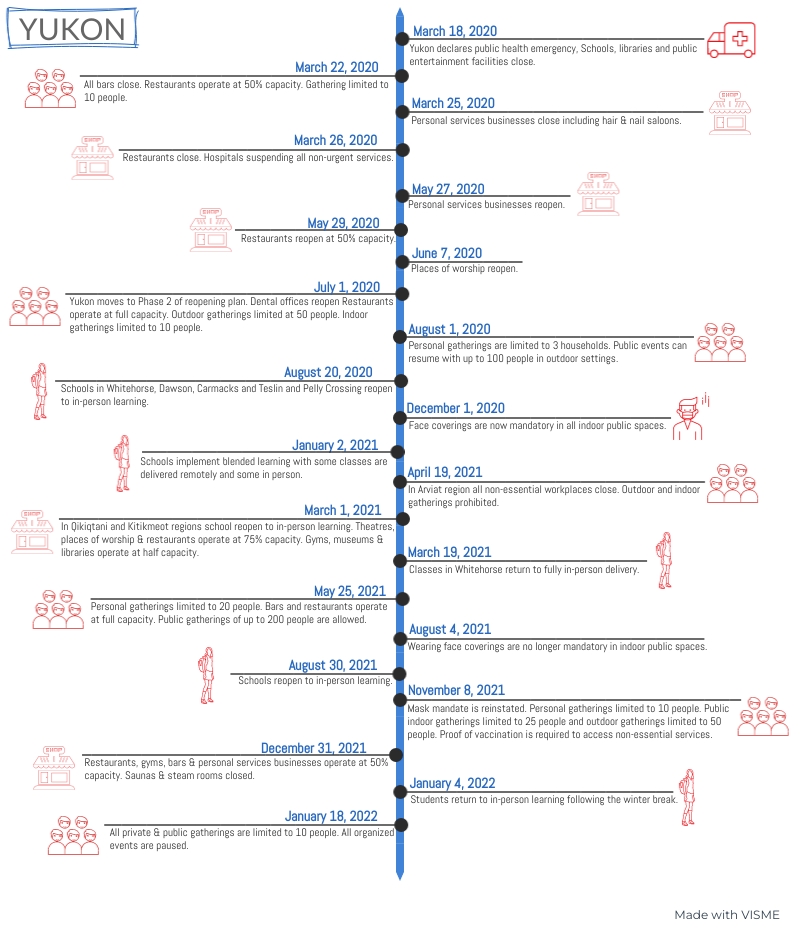 YUKON
March 18, 2020
Yukon declares public health emergency, Schools, libraries and public
entertainment facilities close.
March 22, 2020
All bars close. Restaurants operate at 50% capacity. Gathering limited to
10 people.
March 25, 2020
Personal services businesses close including hair & nail saloons.
SHOP
March 26, 2020
Restaurants close. Hospitals suspending all non-urgent services.
SHOP
May 27, 2020
Personal services businesses reopen.
SHOP
May 29, 2020
Restaurants reopen at 50% capacity.
SHOP
June 7, 2020
Places of worship reopen.
July 1, 2020
Yukon moves to Phase 2 of reopening plan. Dental offices reopen Restaurants
operate at full capacity. Outdoor gatherings limited at 50 people. Indoor
gatherings limited to 10 people.
August 1, 2020
Personal gatherings are limited to 3 households. Public events can
resume with up to 100 people in outdoor settings.
August 20, 2020
Schools in Whitehorse, Dawson, Carmacks and Teslin and Pelly Crossing reopen
to in-person learning.
December 1, 2020
Face coverings are now mandatory in all indoor public spaces.
January 2, 2021
Schools implement blended learning with some classes are
delivered remotely and some in person.
April 19, 2021
In Arviat region all non-essential workplaces close. Outdoor and indoor
gatherings prohibited.
March 1, 2021
In Qikiqtani and Kitikmeot regions school reopen to in-person learning. Theatres,
places of worship & restaurants operate at 75% capacity. Gyms, museums &
libraries operate at half capacity.
SHOP
March 19, 2021
Classes in Whitehorse return to fully in-person delivery.
May 25, 2021
Personal gatherings limited to 20 people. Bars and restaurants operate
at full capacity. Public gatherings of up to 200 people are allowed.
August 4, 2021
Wearing face coverings are no longer mandatory in indoor public spaces.
August 30, 2021
Schools reopen to in-person learning.
November 8, 2021
Mask mandate is reinstated. Personal gatherings limited to 10 people. Public
indoor gatherings limited to 25 people and outdoor gatherings limited to 50
people. Proof of vaccination is required to access non-essential services.
December 31, 2021
Restaurants, gyms, bars & personal services businesses operate at 50%
capacity. Saunas & steam rooms closed.
SHOP
January 4, 2022
Students return to in-person learning following the winter break.
January 18, 2022
All private & public gatherings are limited to 10 people. All organized
events are paused.
Made with VISME